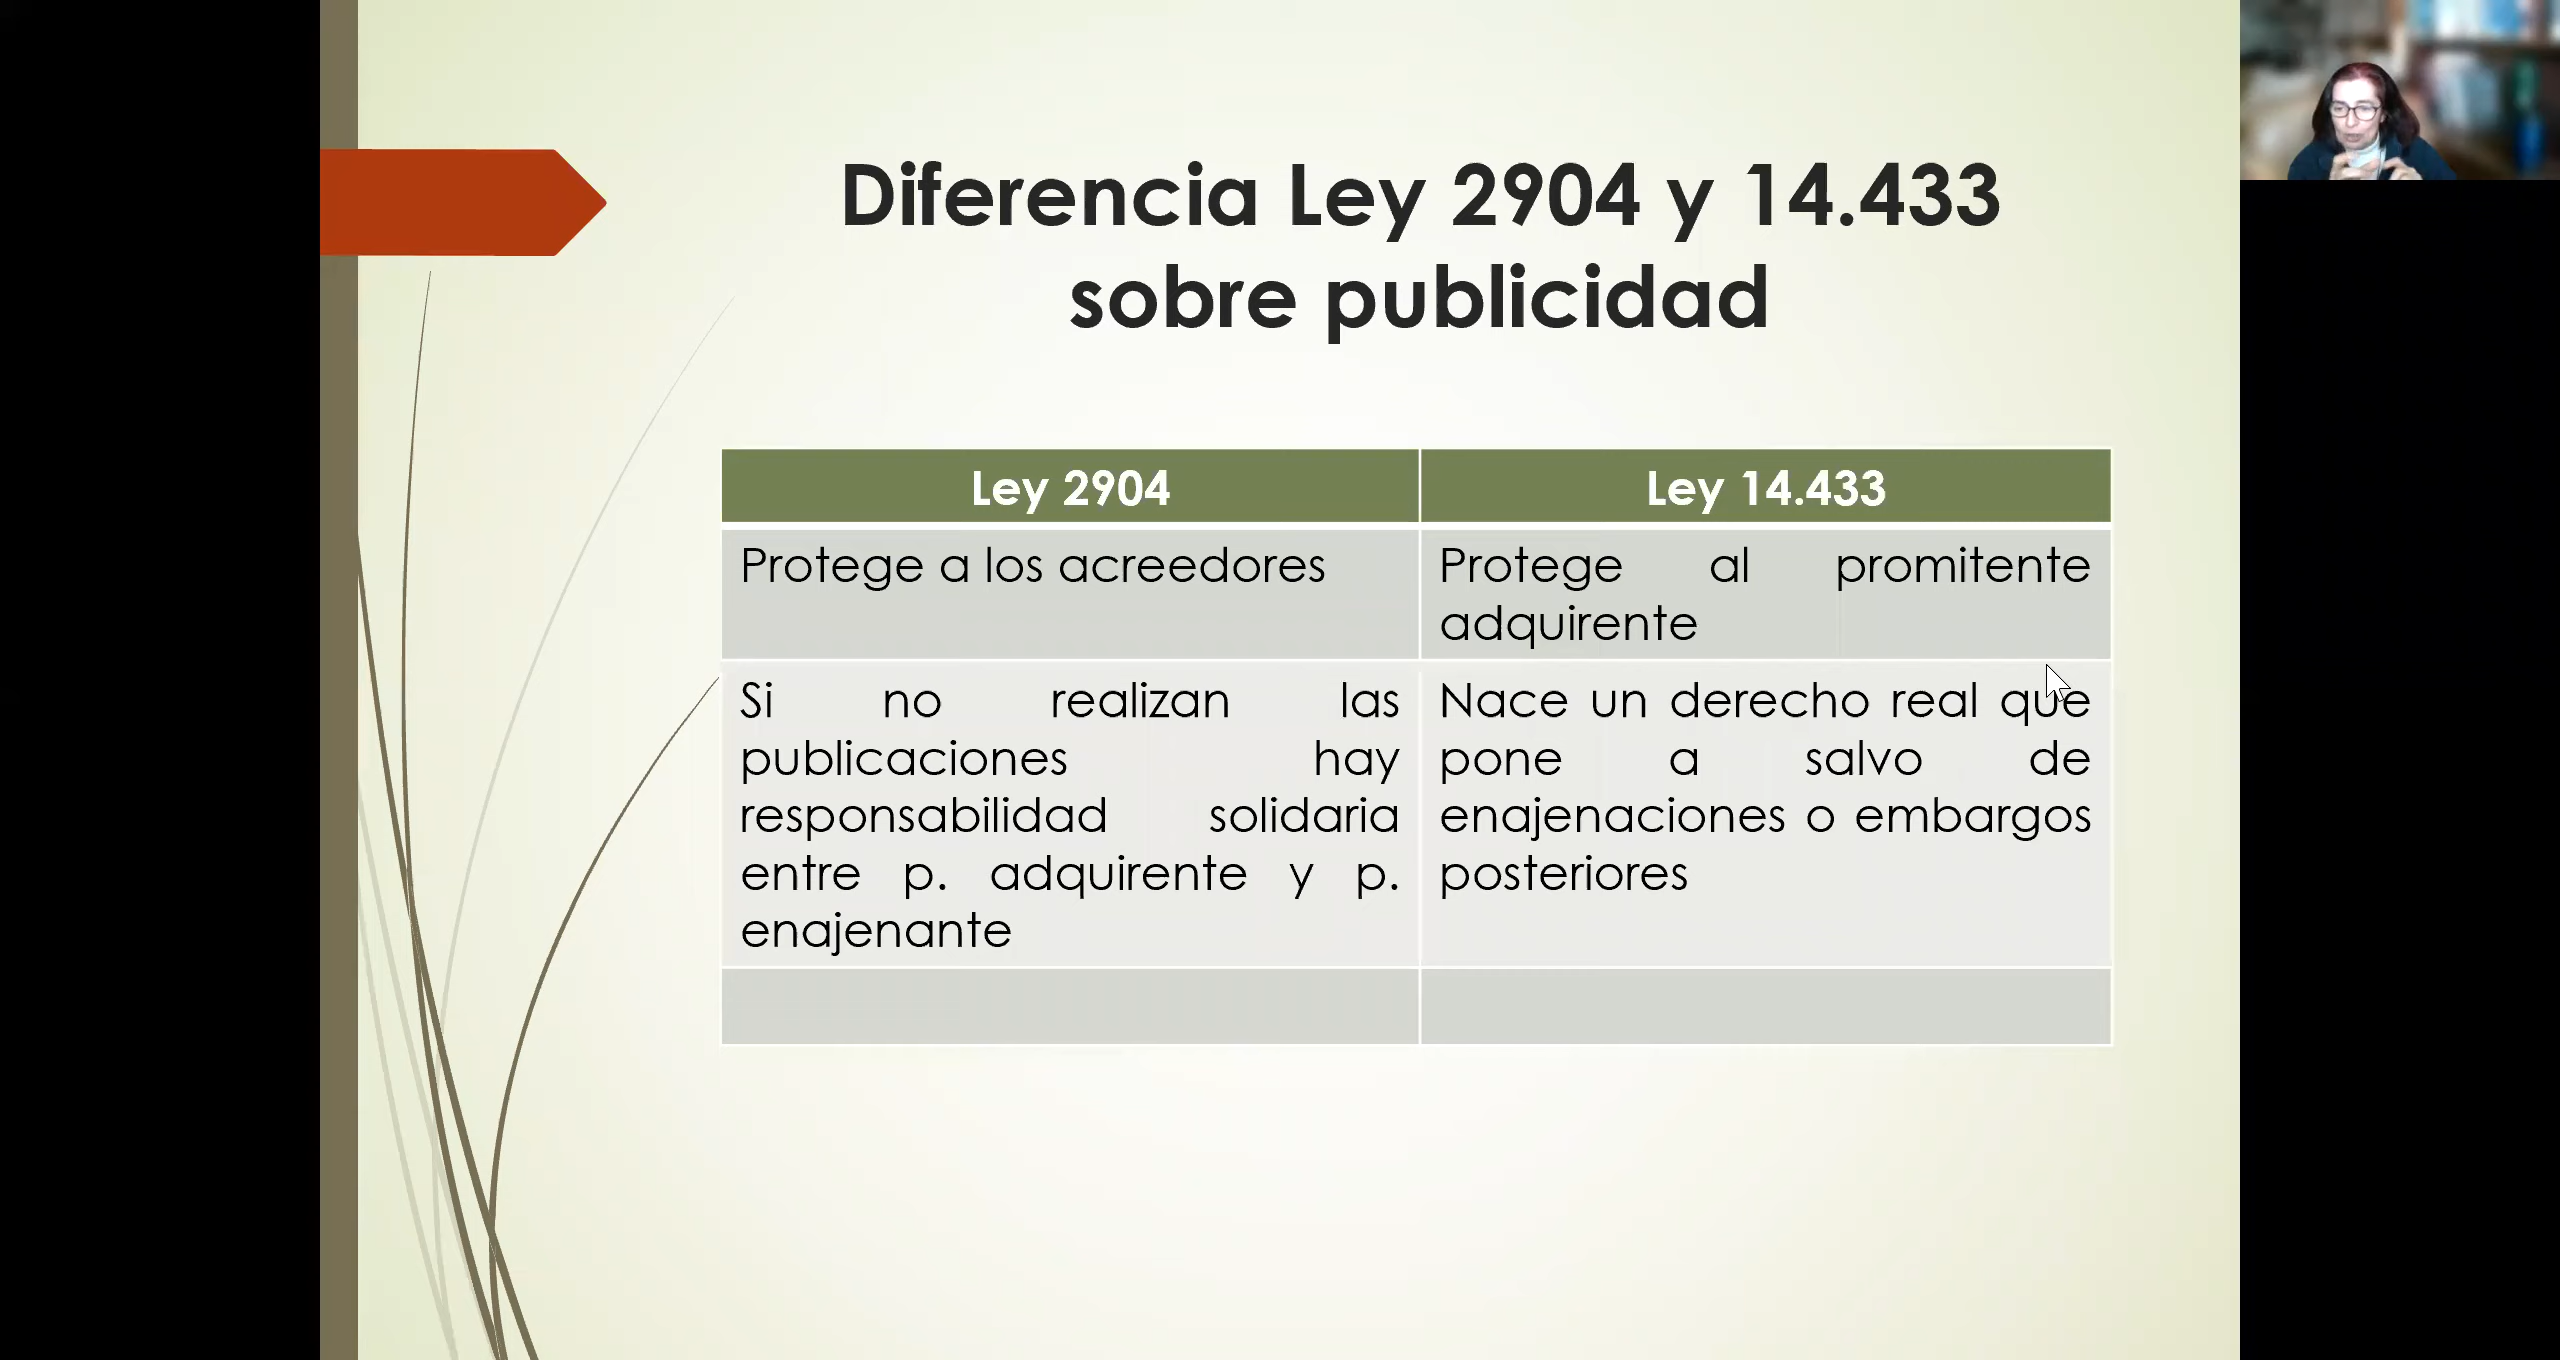 Diferencia Ley 2904 y 14.433
sobre publicidad
Ley 2904
Ley 14.433
Protege a los acreedores
Protege al promitente
adquirente
Si no realizan las
publicaciones hay
responsabilidad solidaria
entre p. adquirente y p.
enajenante
Nace un derecho real que
pone a salvo de
enajenaciones o embargos
posteriores